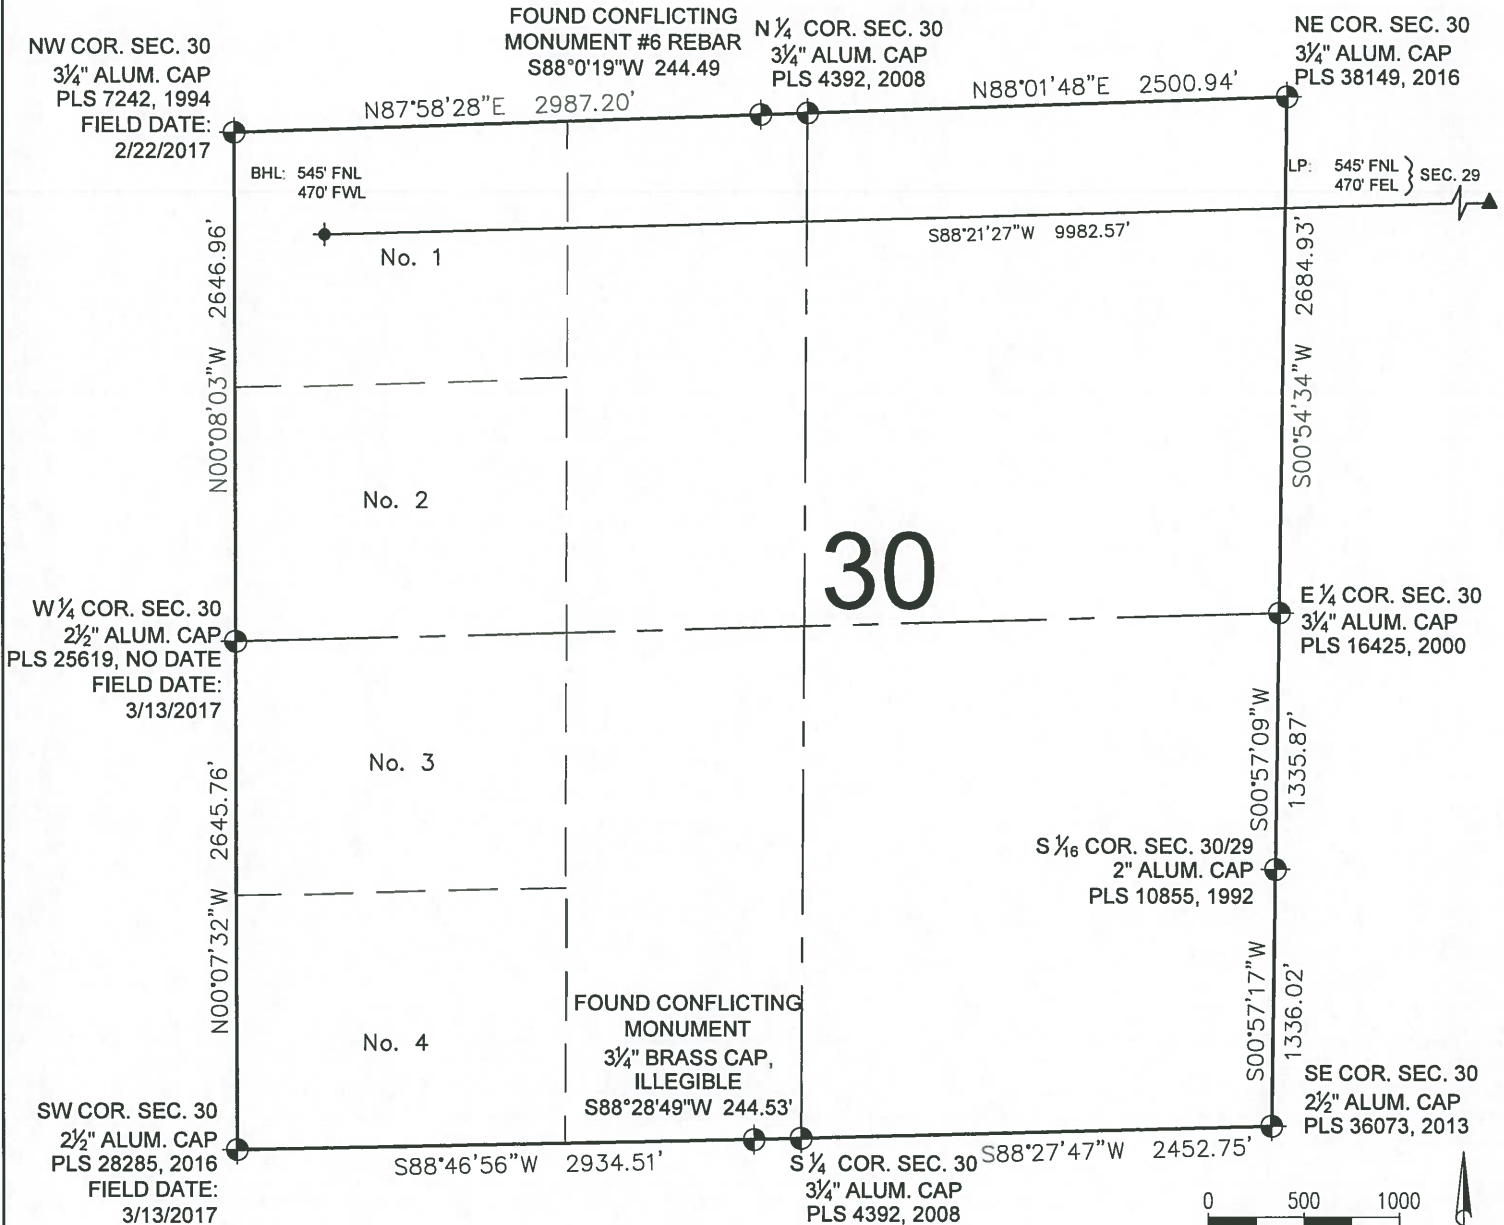 NW COR. SEC. 30
3¼" ALUM. CAP
PLS 7242, 1994
FIELD DATE:
2/22/2017
FOUND CONFLICTING
MONUMENT #6 REBAR
S88°0'19"W 244.49
N ¼ COR. SEC. 30
3¼" ALUM. CAP
PLS 4392, 2008
NE COR. SEC. 30
3¼" ALUM. CAP
PLS 38149, 2016
N87°58'28"E 2987.20'
N88°01'48"E 2500.94'
BHL: 545' FNL
470' FWL
LP: 545' FNL
470' FEL
SEC. 29
S88°21'27"W 9982.57'
No. 1
N00°08'03"W 2646.96'
S00°54'34"W 2684.93'
No. 2
30
W ¼ COR. SEC. 30
2½" ALUM. CAP
PLS 25619, NO DATE
FIELD DATE:
3/13/2017
E ¼ COR. SEC. 30
3¼" ALUM. CAP
PLS 16425, 2000
No. 3
N00°07'32"W 2645.76'
S00°57'09"W
1335.87'
S 1⁄16 COR. SEC. 30/29
2" ALUM. CAP
PLS 10855, 1992
S00°57'17"W
1336.02'
No. 4
FOUND CONFLICTING
MONUMENT
3¼" BRASS CAP,
ILLEGIBLE
S88°28'49"W 244.53'
SW COR. SEC. 30
2½" ALUM. CAP
PLS 28285, 2016
FIELD DATE:
3/13/2017
S88°46'56"W 2934.51'
S ¼ COR. SEC. 30
3¼" ALUM. CAP
PLS 4392, 2008
S88°27'47"W 2452.75'
SE COR. SEC. 30
2½" ALUM. CAP
PLS 36073, 2013
0 500 1000